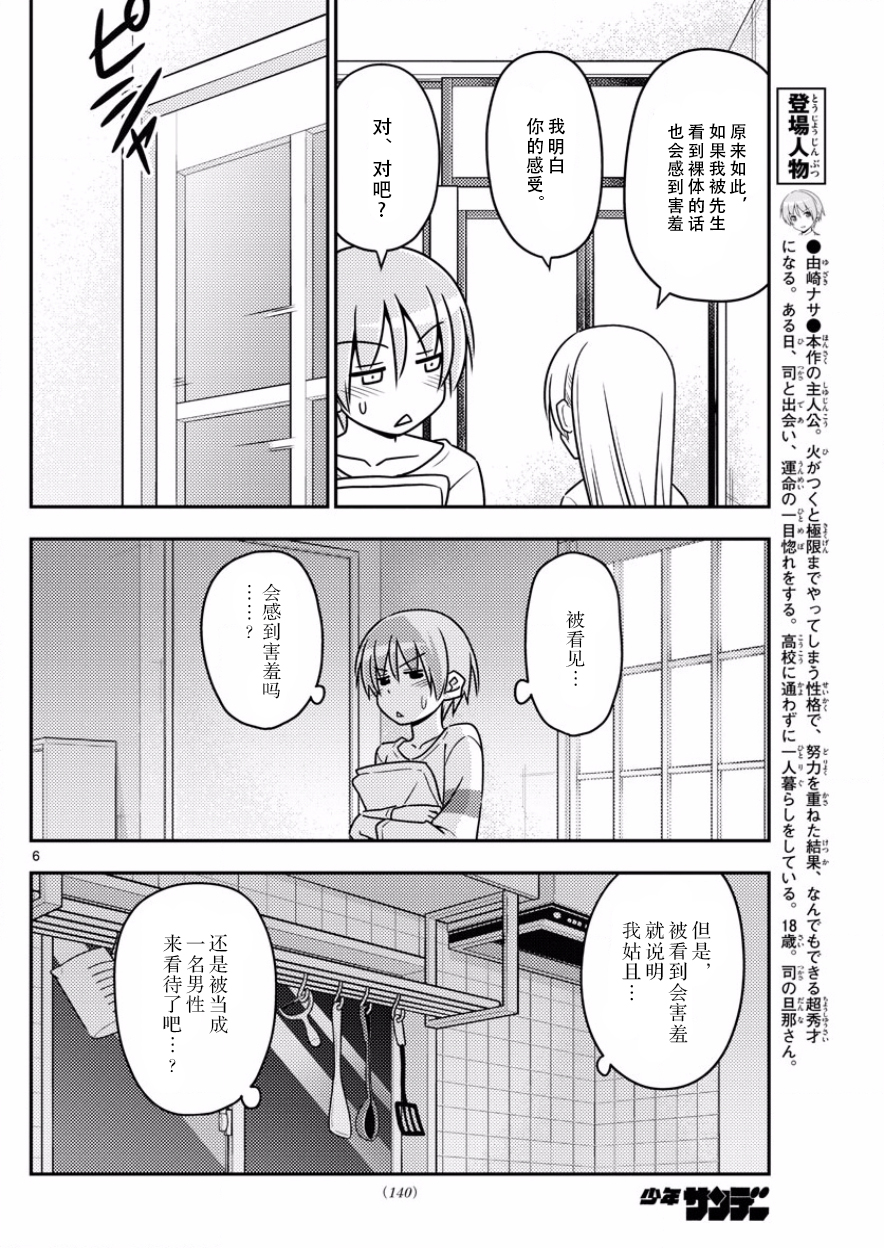 登場人物
●由崎ナサ●本作の主人公。火がつくと極限までやってしまう性格で、努力を重ねた結果、なんでもできる超秀才
になる。ある日、司と出会い、運命の一目惚れをする。高校に通わずに一人暮らしをしている。18歳。司の旦那さん。
原来如此,
如果我被先生
看到裸体的话
也会感到害羞
我明白
你的感受。
对、对吧?
ピシャ
被看见…
会感到害羞吗
……?
6
但是,
被看到会害羞
就说明
我姑且…
还是被当成
一名男性
来看待了吧…?
(140)
少年サンデー